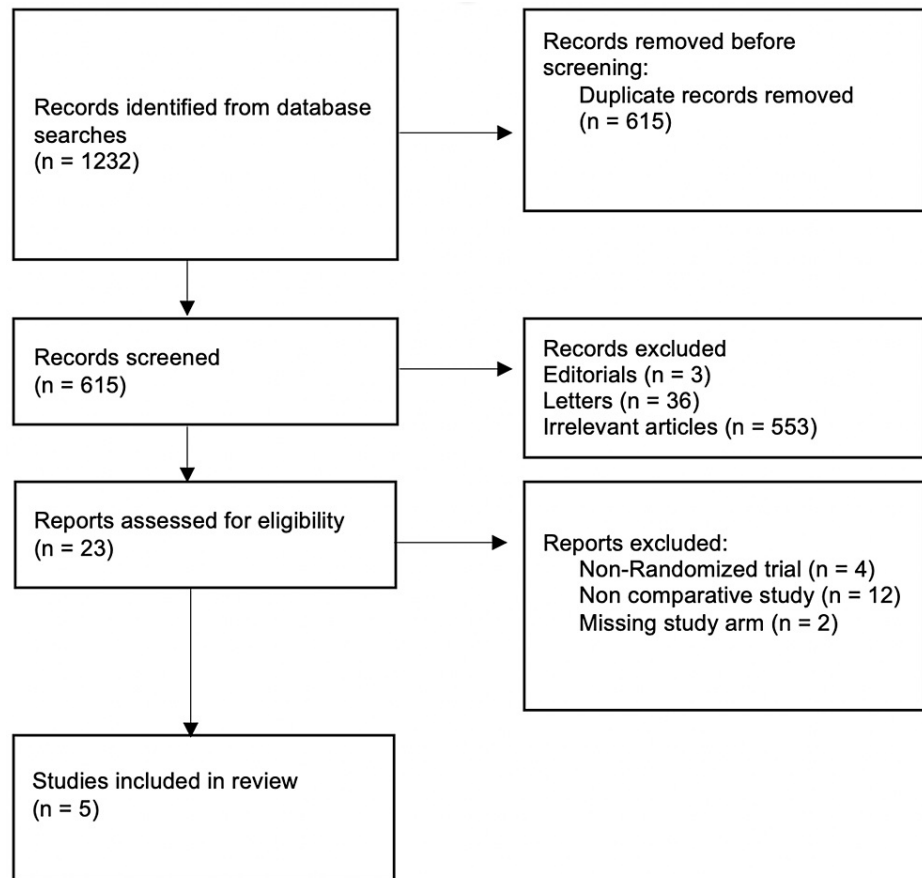 Records identified from database
searches
(n = 1232)
Records removed before
screening:
Duplicate records removed
(n = 615)
Records screened
(n = 615)
Records excluded
Editorials (n = 3)
Letters (n = 36)
Irrelevant articles (n = 553)
Reports assessed for eligibility
(n = 23)
Reports excluded:
Non-Randomized trial (n = 4)
Non comparative study (n = 12)
Missing study arm (n = 2)
Studies included in review
(n = 5)